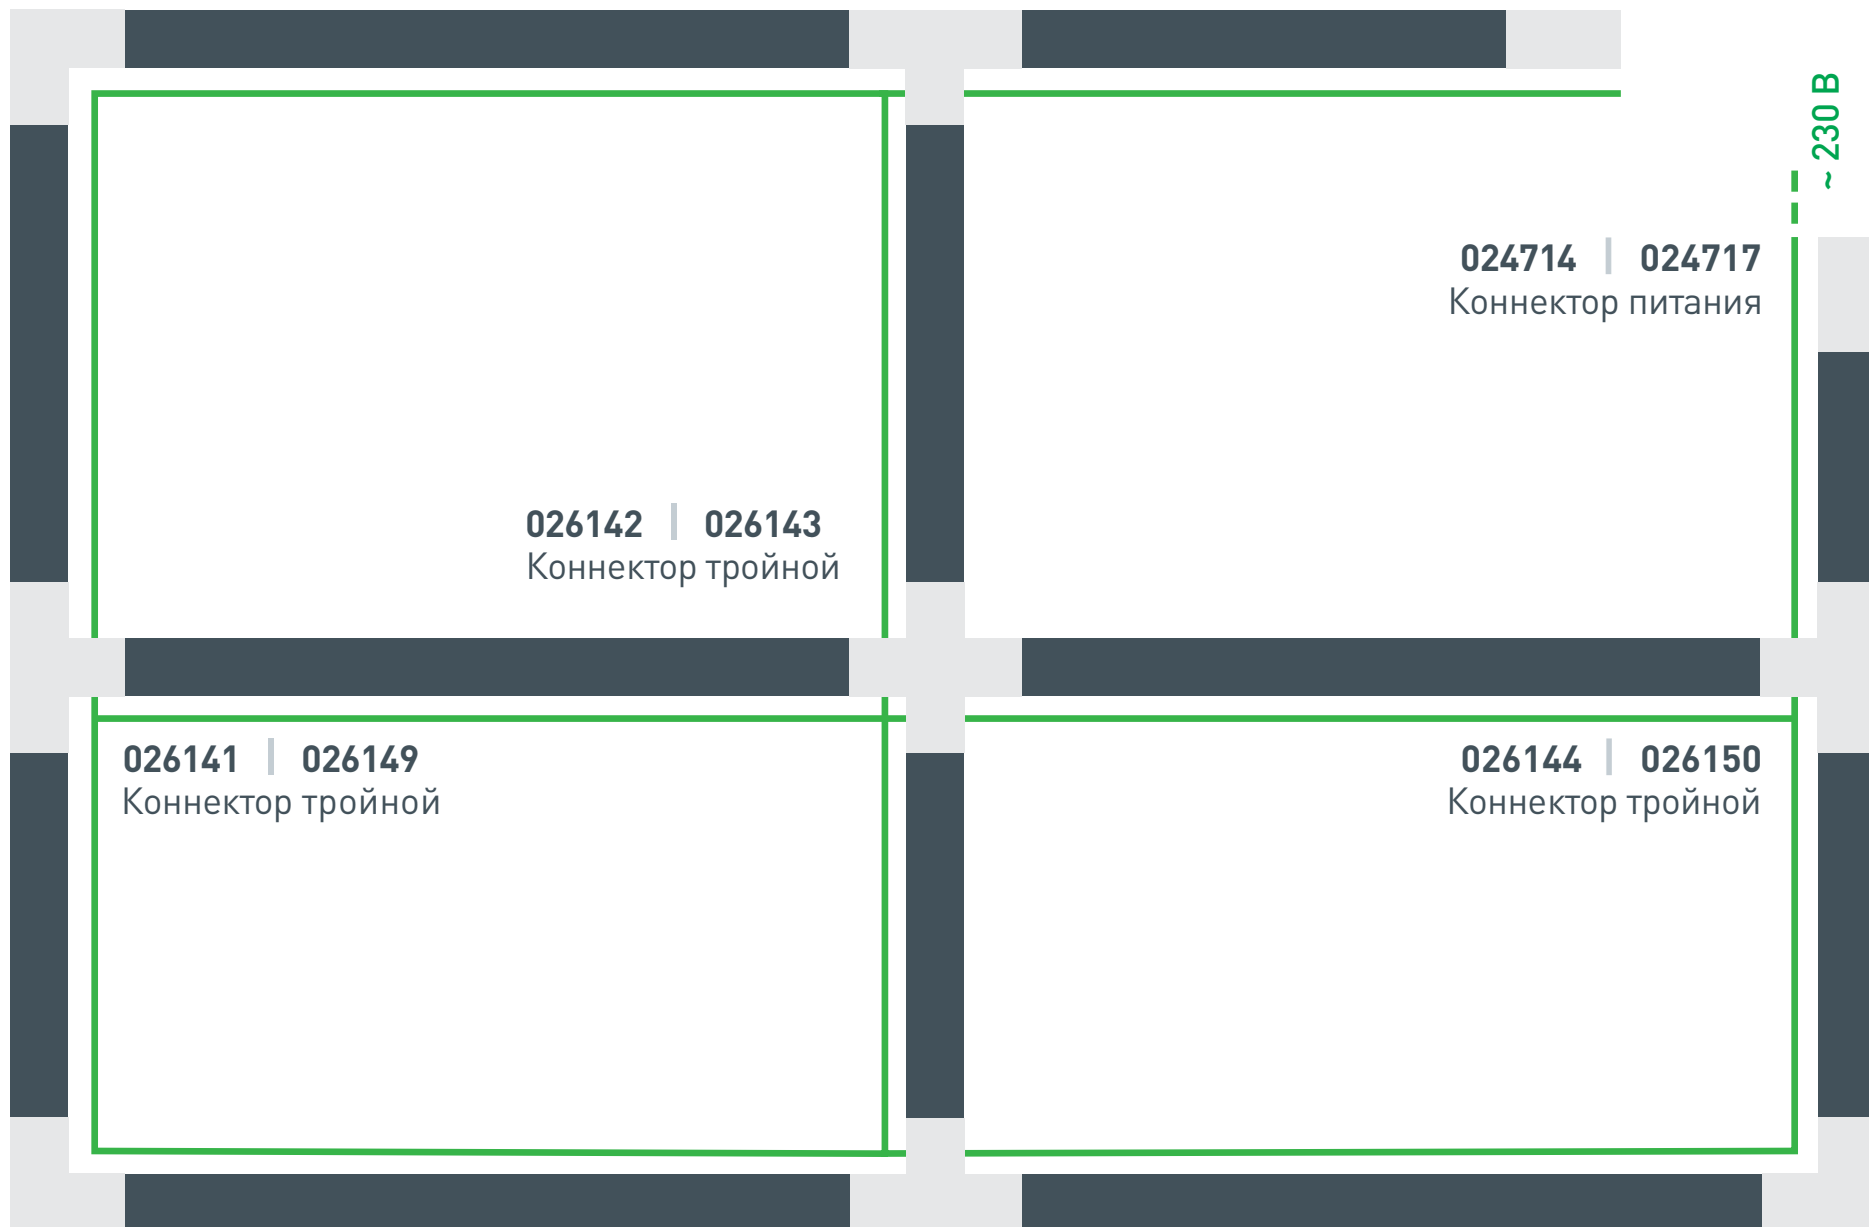 ~ 230 В
024714 | 024717
Коннектор питания
026142 | 026143
Коннектор тройной
026141 | 026149
Коннектор тройной
026144 | 026150
Коннектор тройной